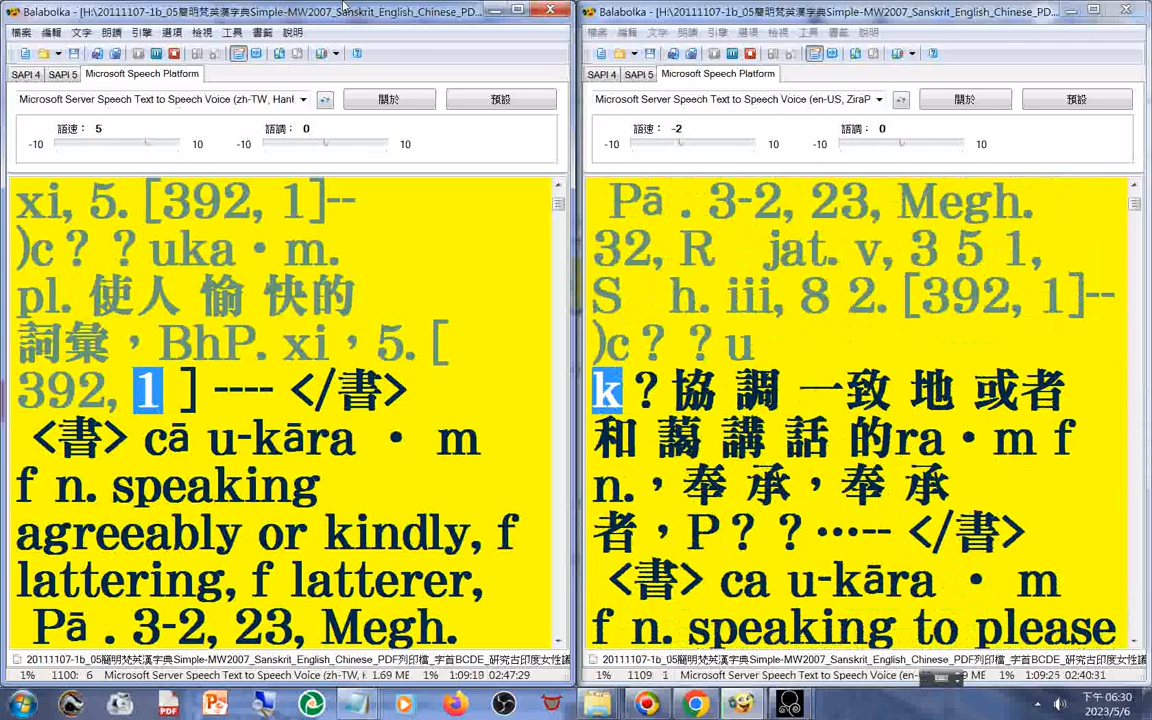 Balabolka - [H:\20111107-1b_05簡明梵英漢字典Simple-MW2007_Sanskrit_English_Chinese_PD...
檔案 編輯 文字 朗讀 引擎 選項 檢視 工具 書籤 說明
SAPI 4 SAPI 5 Microsoft Speech Platform
Microsoft Server Speech Text to Speech Voice (zh-TW, HanI
關於 預設
語速： 5 語調： 0
-10 10 -10 10
xi, 5. [392, 1]--
)c？？uka • m.
pl. 使人 愉 快的
詞彙，BhP. xi，5. [
392, 1 ] ---- </書>
<書> cā u-kāra • m
f n. speaking
agreeably or kindly, f
lattering, f latterer,
Pā . 3-2, 23, Megh.
20111107-1b_05簡明梵英漢字典Simple-MW2007_Sanskrit_English_Chinese_PDF列印檔_字首BCDE_研究古印度女性議
1% 1100: 6 Microsoft Server Speech Text to Speech Voice (zh-TW, H 1.69 ME 1% 1:09:19 02:47:29
Balabolka - [H:\20111107-1b_05簡明梵英漢字典Simple-MW2007_Sanskrit_English_Chinese_PD...
檔案 編輯 文字 朗讀 引擎 選項 檢視 工具 書籤 說明
SAPI 4 SAPI 5 Microsoft Speech Platform
Microsoft Server Speech Text to Speech Voice (en-US, ZiraP
關於 預設
語速： -2 語調： 0
-10 10 -10 10
Pā . 3-2, 23, Megh.
32, R jat. v, 3 5 1,
S h. iii, 8 2. [392, 1]--
)c？？u
k？協 調 一致 地 或者
和 藹 講 話 的ra • m f
n.，奉 承，奉 承
者，P？？…-- </書>
<書> ca u-kāra • m
f n. speaking to please
20111107-1b_05簡明梵英漢字典Simple-MW2007_Sanskrit_English_Chinese_PDF列印檔_字首BCDE_研究古印度女性議
1% 1109 1 Microsoft Server Speech Text to Speech Voice (en- ME 1% 1:09:25 02:40:31
下午 06:30
2023/5/6